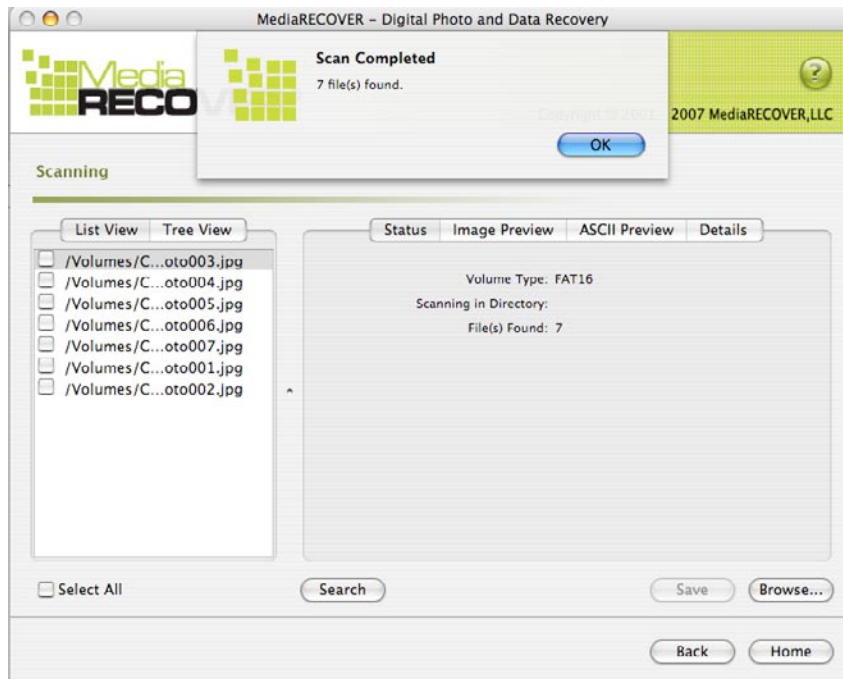 MediaRECOVER – Digital Photo and Data Recovery
Media
RECOVER
Scan Completed
7 file(s) found.
?
Copyright © 2001 - 2007 MediaRECOVER,LLC
OK
Scanning
List View Tree View
/Volumes/C...oto003.jpg
/Volumes/C...oto004.jpg
/Volumes/C...oto005.jpg
/Volumes/C...oto006.jpg
/Volumes/C...oto007.jpg
/Volumes/C...oto001.jpg
/Volumes/C...oto002.jpg
Status Image Preview ASCII Preview Details
Volume Type: FAT16
Scanning in Directory:
File(s) Found: 7
Select All
Search
Save
Browse...
Back
Home